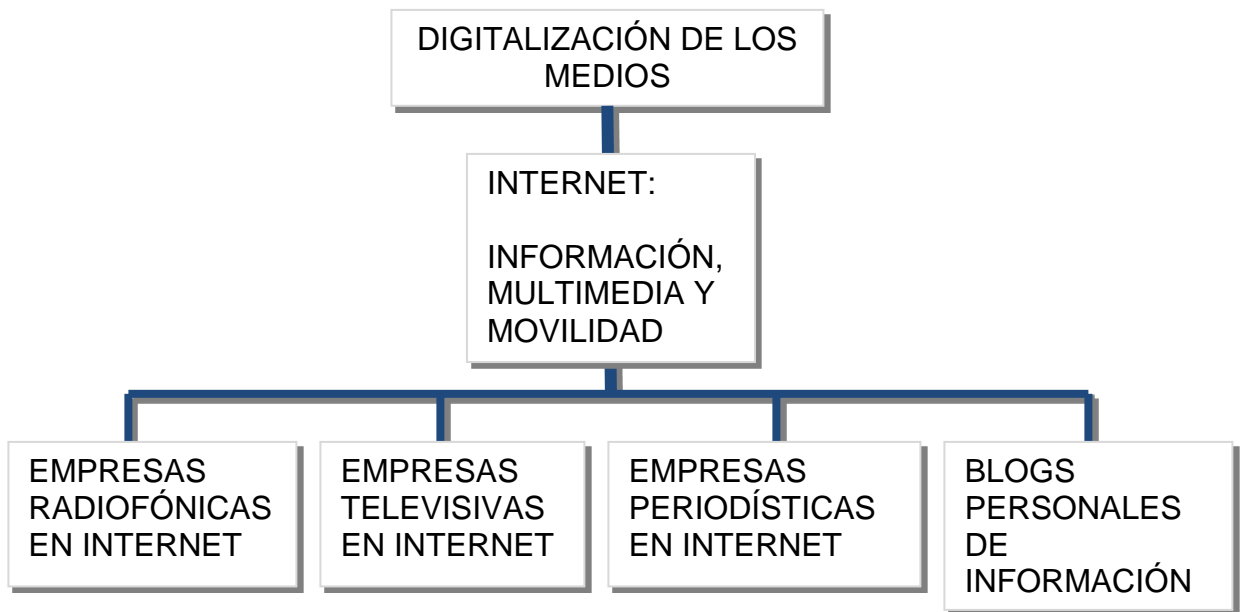 DIGITALIZACIÓN DE LOS
MEDIOS
INTERNET:
INFORMACIÓN,
MULTIMEDIA Y
MOVILIDAD
EMPRESAS
RADIOFÓNICAS
EN INTERNET
EMPRESAS
TELEVISIVAS
EN INTERNET
EMPRESAS
PERIODÍSTICAS
EN INTERNET
BLOGS
PERSONALES
DE
INFORMACIÓN